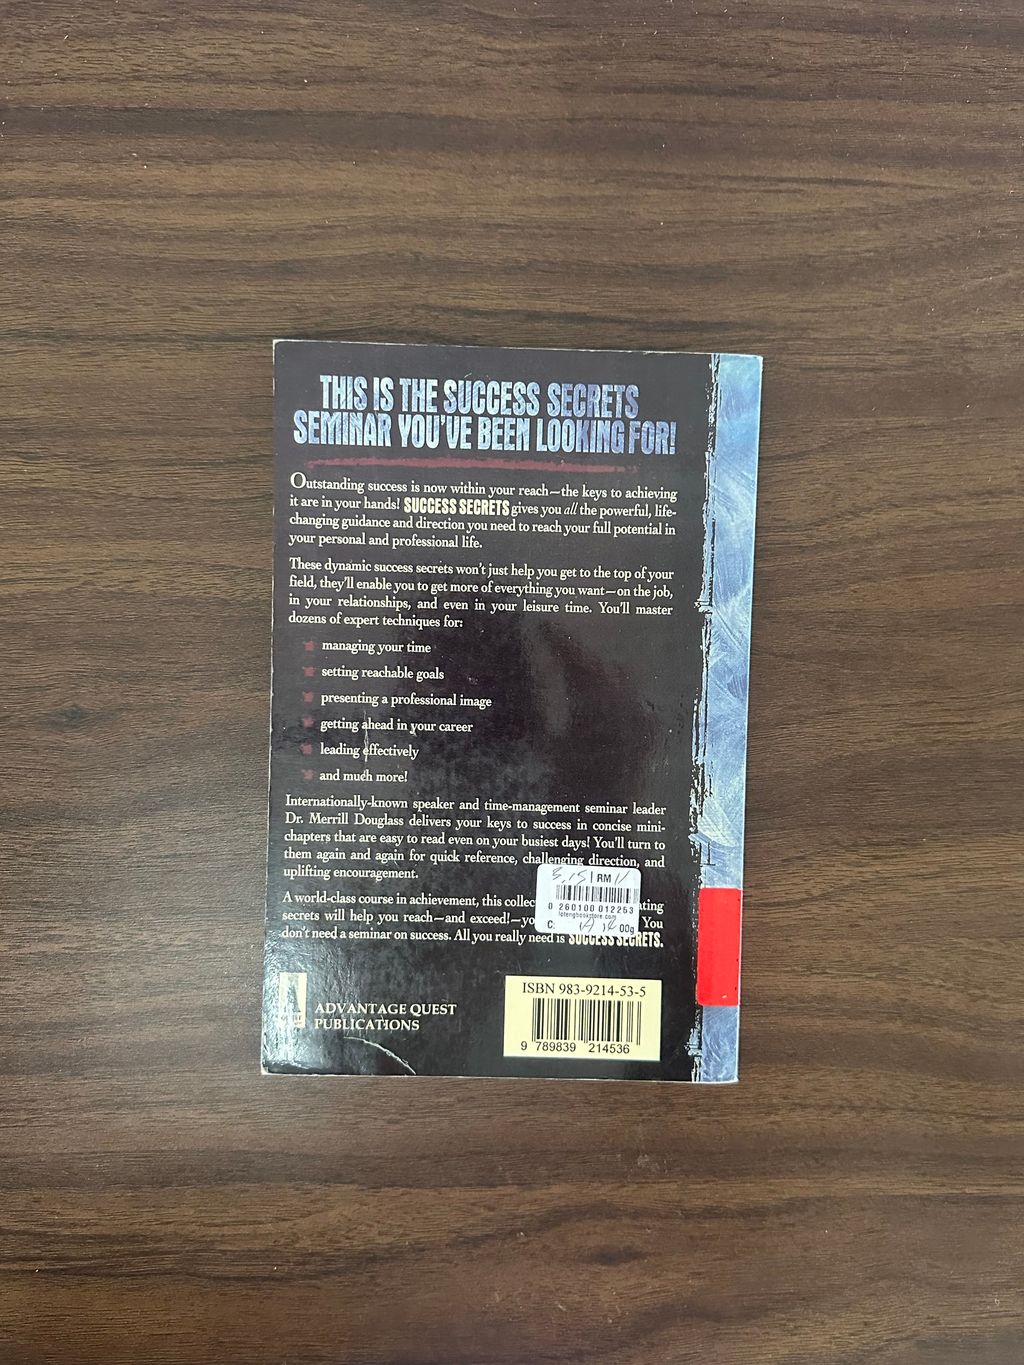 THIS IS THE SUCCESS SECRETS
SEMINAR YOU'VE BEEN LOOKING FOR!
Outstanding success is now within your reach—the keys to achieving
it are in your hands! SUCCESS SECRETS gives you all the powerful, life-
changing guidance and direction you need to reach your full potential in
your personal and professional life.
These dynamic success secrets won't just help you get to the top of your
field, they'll enable you to get more of everything you want—on the job,
in your relationships, and even in your leisure time. You'll master
dozens of expert techniques for:
managing your time
setting reachable goals
presenting a professional image
getting ahead in your career
leading effectively
and much more!
Internationally-known speaker and time-management seminar leader
Dr. Merrill Douglass delivers your keys to success in concise mini-
chapters that are easy to read even on your busiest days! You'll turn to
them again and again for quick reference, challenging direction, and
uplifting encouragement.
A world-class course in achievement, this collec ating
secrets will help you reach—and exceed!—yo You
don't need a seminar on success. All you really need is SUCCESS SECRETS.
RM
0 260100 012253
lotengbookstore.com
C: 00g
ADVANTAGE QUEST
PUBLICATIONS
ISBN 983-9214-53-5
9 789839 214536